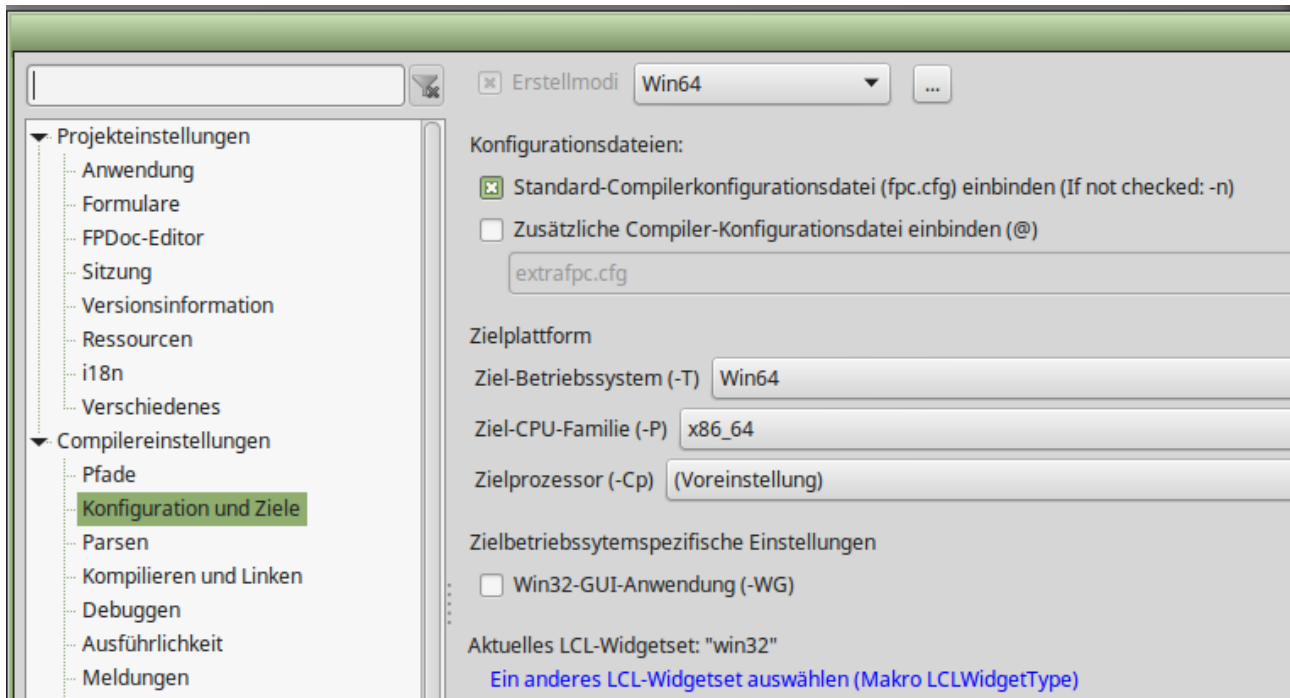 Erstellmodi Win64 ...
Projekteinstellungen
Anwendung
Formulare
FPDoc-Editor
Sitzung
Versionsinformation
Ressourcen
i18n
Verschiedenes
Compilereinstellungen
Pfade
Konfiguration und Ziele
Parsen
Kompilieren und Linken
Debuggen
Ausführlichkeit
Meldungen
Konfigurationsdateien:
Standard-Compilerkonfigurationsdatei (fpc.cfg) einbinden (If not checked: -n)
Zusätzliche Compiler-Konfigurationsdatei einbinden (@)
extrafpc.cfg
Zielplattform
Ziel-Betriebssystem (-T) Win64
Ziel-CPU-Familie (-P) x86_64
Zielprozessor (-Cp) (Voreinstellung)
Zielbetriebssytemspezifische Einstellungen
Win32-GUI-Anwendung (-WG)
Aktuelles LCL-Widgetset: "win32"
Ein anderes LCL-Widgetset auswählen (Makro LCLWidgetType)